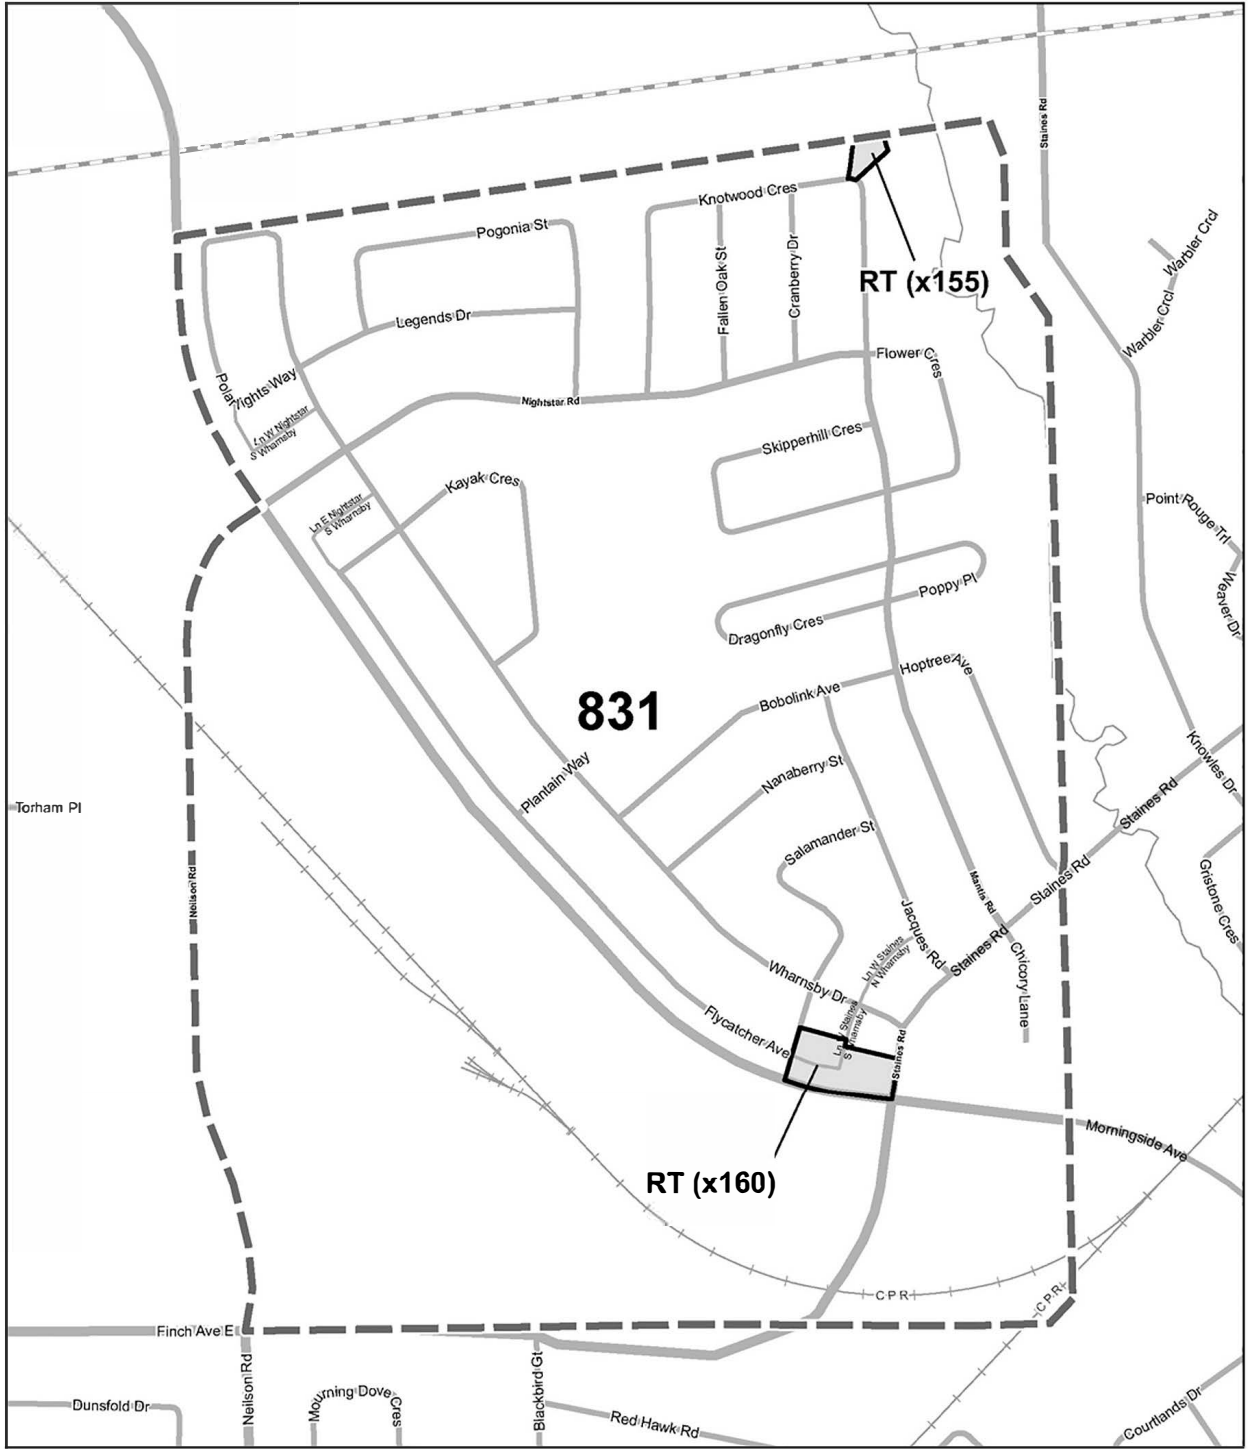 Staines Rd
Knotwood Cres
Pogonia St
Warbler Crcl
Fallen Oak St
Cranberry Dr
RT (x155)
Legends Dr
Warbler Crcl
Flower Cres
Polar
ights Way
Nightstar Rd
Ln W Nightstar
S Wharnsby
Skipperhill Cres
Kayak Cres
Point Rouge Trl
Ln E Nightstar
S Wharnsby
Weaver Dr
Poppy Pl
Dragonfly Cres
Hoptree Ave
Bobolink Ave
831
Plantain Way
Nanaberry St
Knowles Dr
Staines Rd
Torham Pl
Salamander St
Neilson Rd
Staines Rd
Mantis Rd
Gristone Cres
Jacques Rd
Staines Rd
Ln W Staines
N Wharnsby
Chicory Lane
Wharnsby Dr
Flycatcher Ave
Ln W Staines
S Wharnsby
Staines Rd
Morningside Ave
RT (x160)
C P R
C P R
Finch Ave E
Neilson Rd
Mourning Dove Cres
Blackbird Gt
Dunsfold Dr
Red Hawk Rd
Courtlands Dr